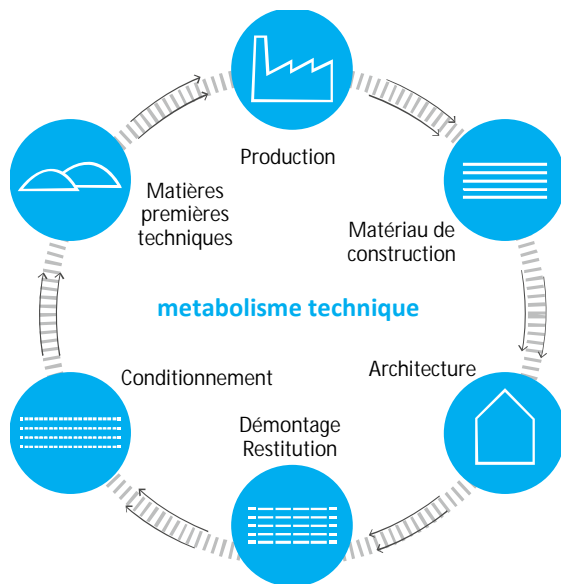 Production
Matières
premières
techniques
Matériau de
construction
metabolisme technique
Conditionnement
Architecture
Démontage
Restitution